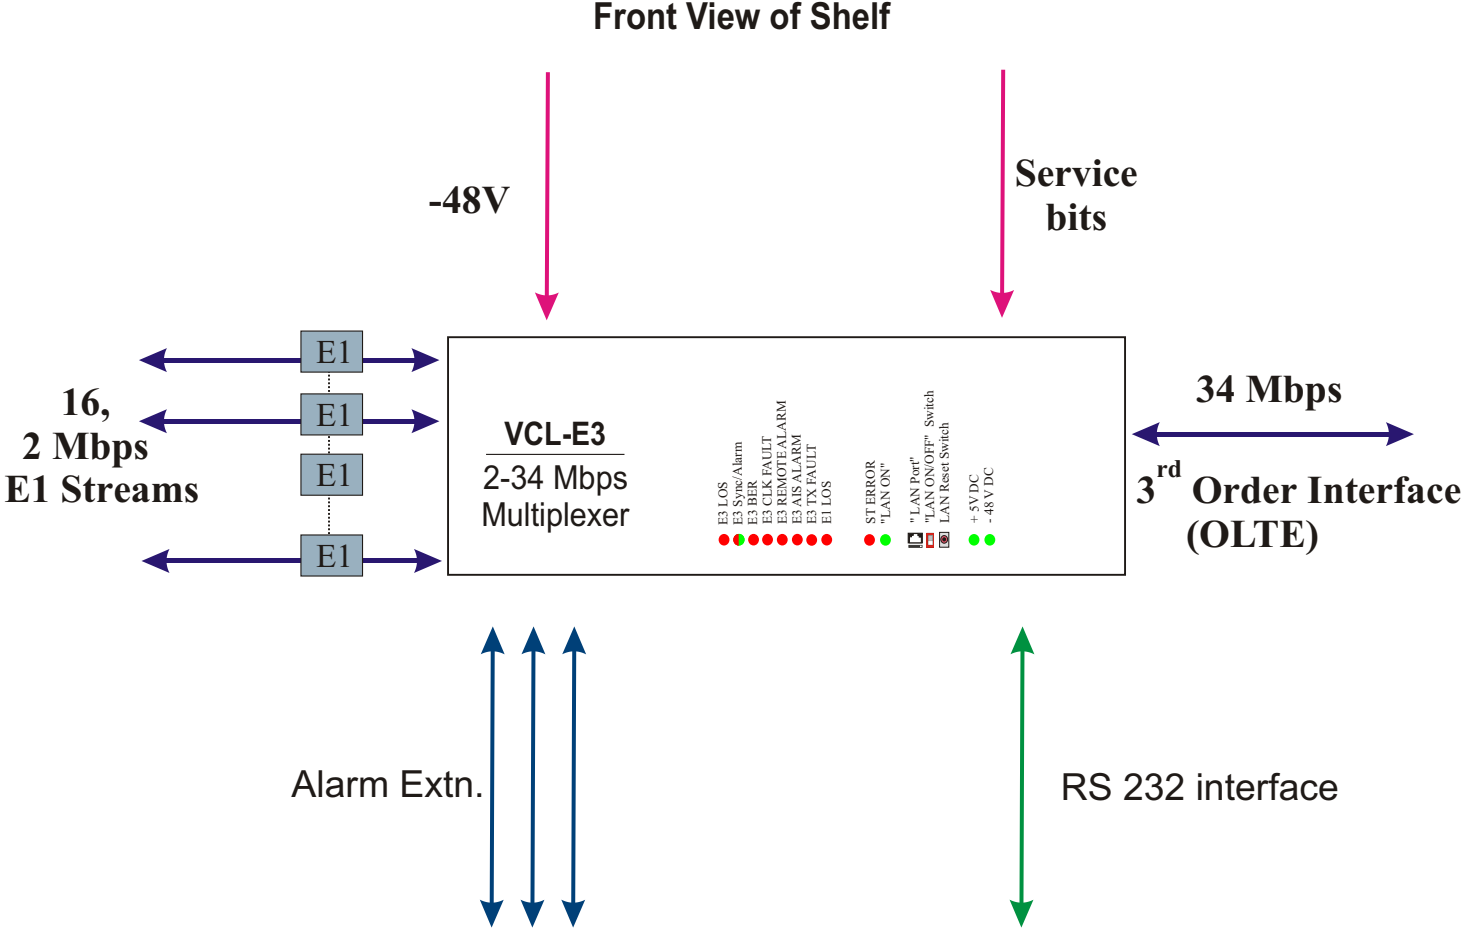 Front View of Shelf
-48V
Service
bits
E1
E1
E1
E1
16,
2 Mbps
E1 Streams
VCL-E3
2-34 Mbps
Multiplexer
E3 LOS
E3 Sync/Alarm
E3 BER
E3 CLK FAULT
E3 REMOTE ALARM
E3 AIS ALARM
E3 TX FAULT
E1 LOS
ST ERROR
"LAN ON"
" LAN Port"
"LAN ON/OFF" Switch
LAN Reset Switch
+ 5V DC
- 48 V DC
34 Mbps
3rd Order Interface
(OLTE)
Alarm Extn.
RS 232 interface